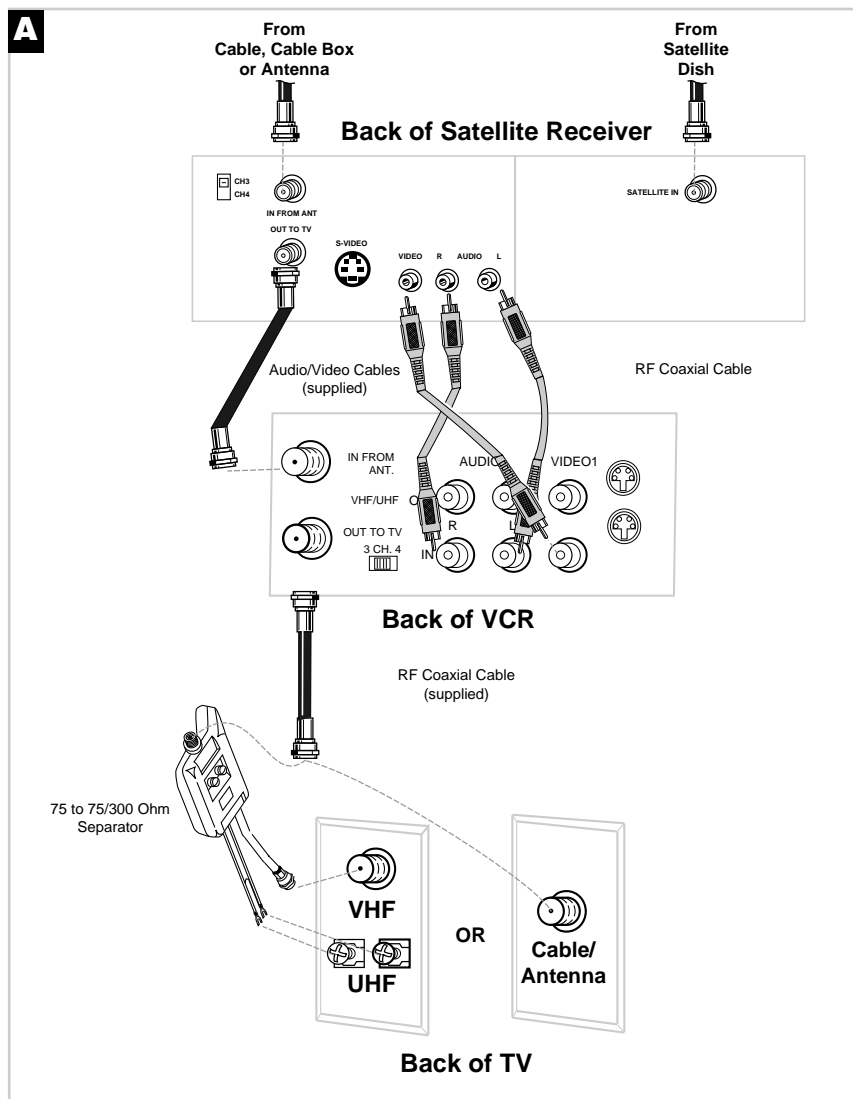 A
From
Cable, Cable Box
or Antenna
From
Satellite
Dish
Back of Satellite Receiver
CH3
CH4
IN FROM ANT
OUT TO TV
S-VIDEO
VIDEO R AUDIO L
SATELLITE IN
Audio/Video Cables
(supplied)
RF Coaxial Cable
IN FROM
ANT.
AUDIO
VIDEO1
VHF/UHF
O
R
L
OUT TO TV
3 CH. 4
IN
Back of VCR
RF Coaxial Cable
(supplied)
75 to 75/300 Ohm
Separator
VHF
UHF
OR
Cable/
Antenna
Back of TV